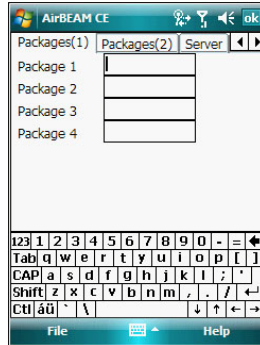 AirBEAM CE ok
Packages(1) Packages(2) Server
Package 1
Package 2
Package 3
Package 4
123 1 2 3 4 5 6 7 8 9 0 - =
Tab q w e r t y u i o p [ ]
CAP a s d f g h j k l ; '
Shift z x c v b n m , . /
Ctl áü ` \
File Help